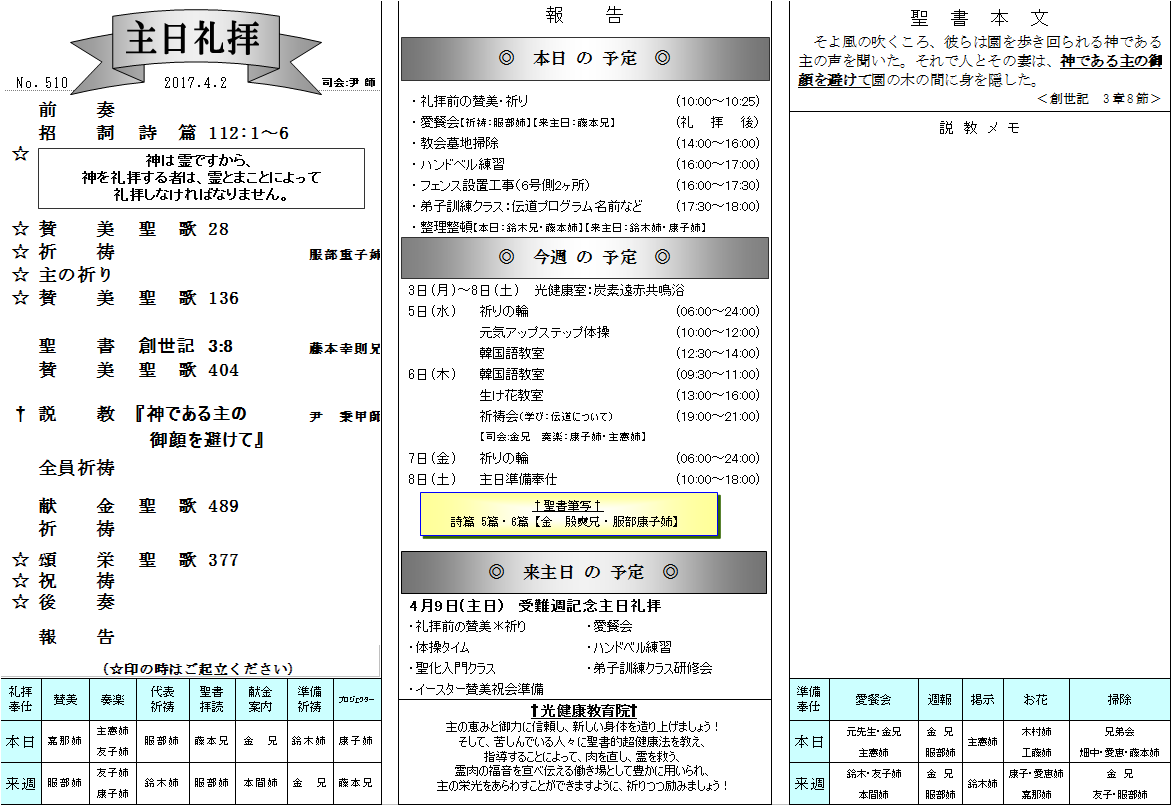 主日礼拝
No. 510 2017.4.2 司会:尹 師
前 奏
招 詞 詩 篇 112:1～6
☆
神は霊ですから、
神を礼拝する者は、霊とまことによって
礼拝しなければなりません。
☆ 賛 美 聖 歌 28
☆ 祈 祷 服部重子姉
☆ 主の祈り
☆ 賛 美 聖 歌 136
聖 書 創世記 3:8 藤本幸則兄
賛 美 聖 歌 404
† 説 教 『神である主の 尹 秉甲師
御顔を避けて』
全員祈祷
献 金 聖 歌 489
祈 祷
☆ 頌 栄 聖 歌 377
☆ 祝 祷
☆ 後 奏
報 告
(☆印の時はご起立ください)
礼拝奉仕 賛美 奏楽 代表祈祷 聖書拝読 献金案内 準備祈祷 プロジェクター
本日 嘉那姉 主憲姉 友子姉 服部姉 藤本兄 金 兄 鈴木姉 康子姉
来週 服部姉 友子姉 康子姉 鈴木姉 服部姉 本間姉 金 兄 藤本兄
報 告
◎ 本日 の 予定 ◎
・礼拝前の賛美・祈り (10:00～10:25)
・愛餐会【祈祷：服部姉】【来主日：藤本兄】 (礼 拝 後)
・教会墓地掃除 (14:00～16:00)
・ハンドベル練習 (16:00～17:00)
・フェンス設置工事(6号側2ヶ所) (16:00～17:30)
・弟子訓練クラス：伝道プログラム名前など (17:30～18:00)
・整理整頓【本日：鈴木兄・藤本姉】【来主日：鈴木姉・康子姉】
◎ 今週 の 予定 ◎
3日(月)～8日(土) 光健康室：炭素遠赤共鳴浴
5日(水) 祈りの輪 (06:00～24:00)
元気アップステップ体操 (10:00～12:00)
韓国語教室 (12:30～14:00)
6日(木) 韓国語教室 (09:30～11:00)
生け花教室 (13:00～16:00)
祈祷会(学び：伝道について) (19:00～21:00)
【司会:金兄 奏楽：康子姉・主憲姉】
7日(金) 祈りの輪 (06:00～24:00)
8日(土) 主日準備奉仕 (10:00～18:00)
†聖書筆写†
詩篇 5篇・6篇【金 殷奭兄・服部康子姉】
◎ 来主日 の 予定 ◎
4月9日(主日) 受難週記念主日礼拝
・礼拝前の賛美＊祈り ・愛餐会
・体操タイム ・ハンドベル練習
・聖化入門クラス ・弟子訓練クラス研修会
・イースター賛美祝会準備
†光健康教育院†
主の恵みと御力に信頼し、新しい身体を造り上げましょう！
そして、苦しんでいる人々に聖書的超健康法を教え、
指導することによって、肉を直し、霊を救う、
霊肉の福音を宣べ伝える働き場として豊かに用いられ、
主の栄光をあらわすことができますように、祈りつつ励みましょう！
聖 書 本 文
そよ風の吹くころ、彼らは園を歩き回られる神である
主の声を聞いた。それで人とその妻は、神である主の御
顔を避けて園の木の間に身を隠した。
＜創世記 3章8節＞
説 教 メ モ
準備奉仕 愛餐会 週報 掲示 お花 掃除
本日 元先生・金兄 主憲姉 金 兄 服部姉 主憲姉 木村姉 工藤姉 兄弟会 畑中・愛恵・藤本姉
来週 鈴木・友子姉 本間姉 金 兄 服部姉 鈴木姉 康子・愛恵姉 嘉那姉 金 兄 友子・服部姉